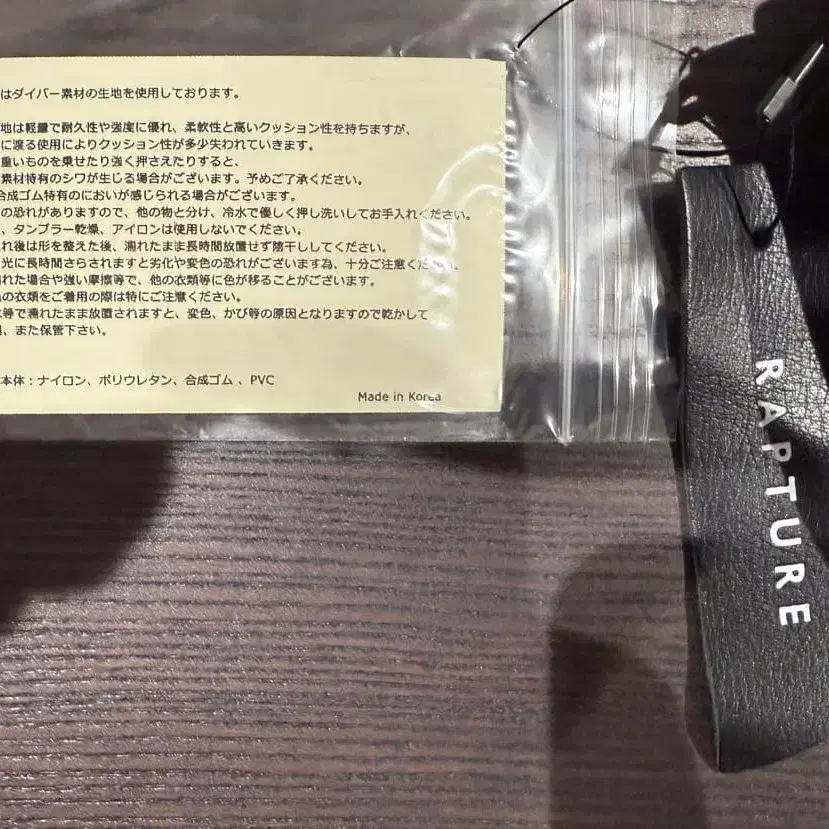 はダイバー素材の生地を使用しております。
地は軽量で耐久性や強度に優れ、柔軟性と高いクッション性を持ちますが、
に渡る使用によりクッション性が多少失われていきます。
重いものを乗せたり強く押さえたりすると、
素材特有のシワが生じる場合がございます。予めご了承ください。
合成ゴム特有のにおいが感じられる場合がございます。
の恐れがありますので、他の物と分け、冷水で優しく押し洗いしてお手入れください。
、タンブラー乾燥、アイロンは使用しないでください。
れ後は形を整えた後、濡れたまま長時間放置せず陰干ししてください。
光に長時間さらされますと劣化や変色の恐れがございます為、十分ご注意ください。
れた場合や強い摩擦等で、他の衣類等に色が移ることがございます。
の衣類をご着用の際は特にご注意ください。
等で濡れたまま放置されますと、変色、かび等の原因となりますので乾かして
、また保管下さい。
本体：ナイロン、ポリウレタン、合成ゴム 、PVC
Made in Korea
RAPTURE